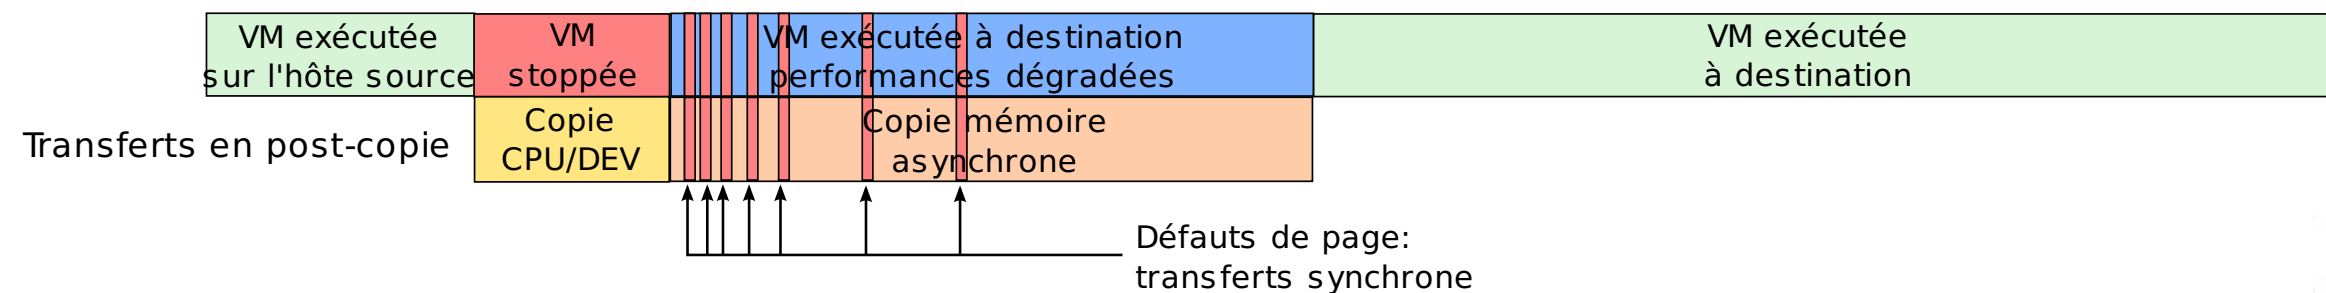 VM exécutée
sur l'hôte source
VM
stoppée
VM exécutée à destination
performances dégradées
VM exécutée
à destination
Transferts en post-copie
Copie
CPU/DEV
Copie mémoire
asynchrone
Défauts de page:
transferts synchrone